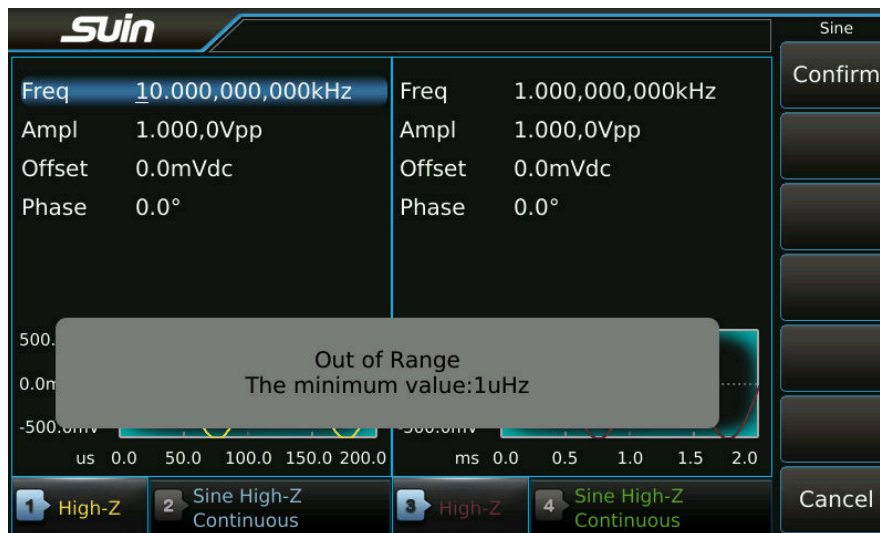 Suin
Sine
Freq 10.000,000,000kHz
Ampl 1.000,0Vpp
Offset 0.0mVdc
Phase 0.0°
Freq 1.000,000,000kHz
Ampl 1.000,0Vpp
Offset 0.0mVdc
Phase 0.0°
Confirm
Out of Range
The minimum value:1uHz
us 0.0 50.0 100.0 150.0 200.0
ms 0.0 0.5 1.0 1.5 2.0
1 High-Z
2 Sine High-Z
Continuous
3 High-Z
4 Sine High-Z
Continuous
Cancel